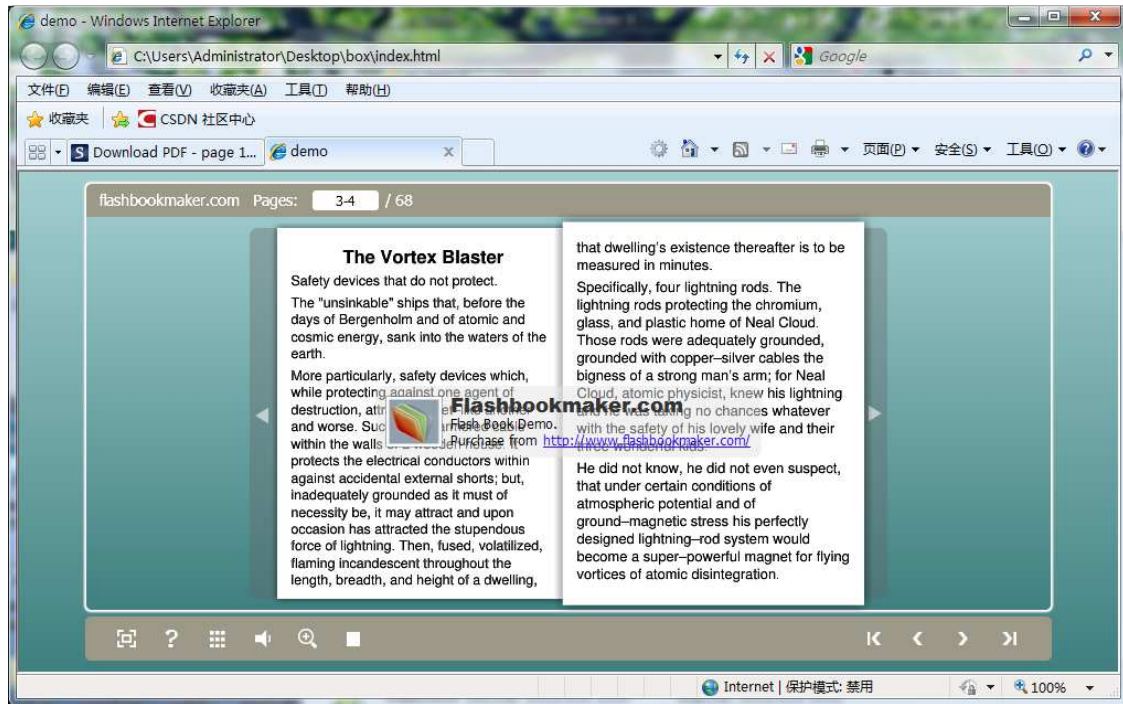 demo - Windows Internet Explorer
C:\Users\Administrator\Desktop\box\index.html
Google
文件(F) 编辑(E) 查看(V) 收藏夹(A) 工具(T) 帮助(H)
收藏夹 CSDN 社区中心
Download PDF - page 1... demo x 页面(P) 安全(S) 工具(O)
flashbookmaker.com Pages: 3-4 / 68
The Vortex Blaster
Safety devices that do not protect.
The "unsinkable" ships that, before the
days of Bergenholm and of atomic and
cosmic energy, sank into the waters of the
earth.
More particularly, safety devices which,
while protecting against one agent of
destruction, another
and worse. Suc
within the walls of a wooden house. It
protects the electrical conductors within
against accidental external shorts; but,
inadequately grounded as it must of
necessity be, it may attract and upon
occasion has attracted the stupendous
force of lightning. Then, fused, volatilized,
flaming incandescent throughout the
length, breadth, and height of a dwelling,
that dwelling's existence thereafter is to be
measured in minutes.
Specifically, four lightning rods. The
lightning rods protecting the chromium,
glass, and plastic home of Neal Cloud.
Those rods were adequately grounded,
grounded with copper–silver cables the
bigness of a strong man's arm; for Neal
Cloud, atomic physicist, knew his lightning
and he was taking no chances whatever
with the safety of his lovely wife and their
three wonderful kids.
He did not know, he did not even suspect,
that under certain conditions of
atmospheric potential and of
ground–magnetic stress his perfectly
designed lightning–rod system would
become a super–powerful magnet for flying
vortices of atomic disintegration.
Flashbookmaker.com
Flash Book Demo.
Purchase from http://www.flashbookmaker.com/
Internet | 保护模式: 禁用 100%